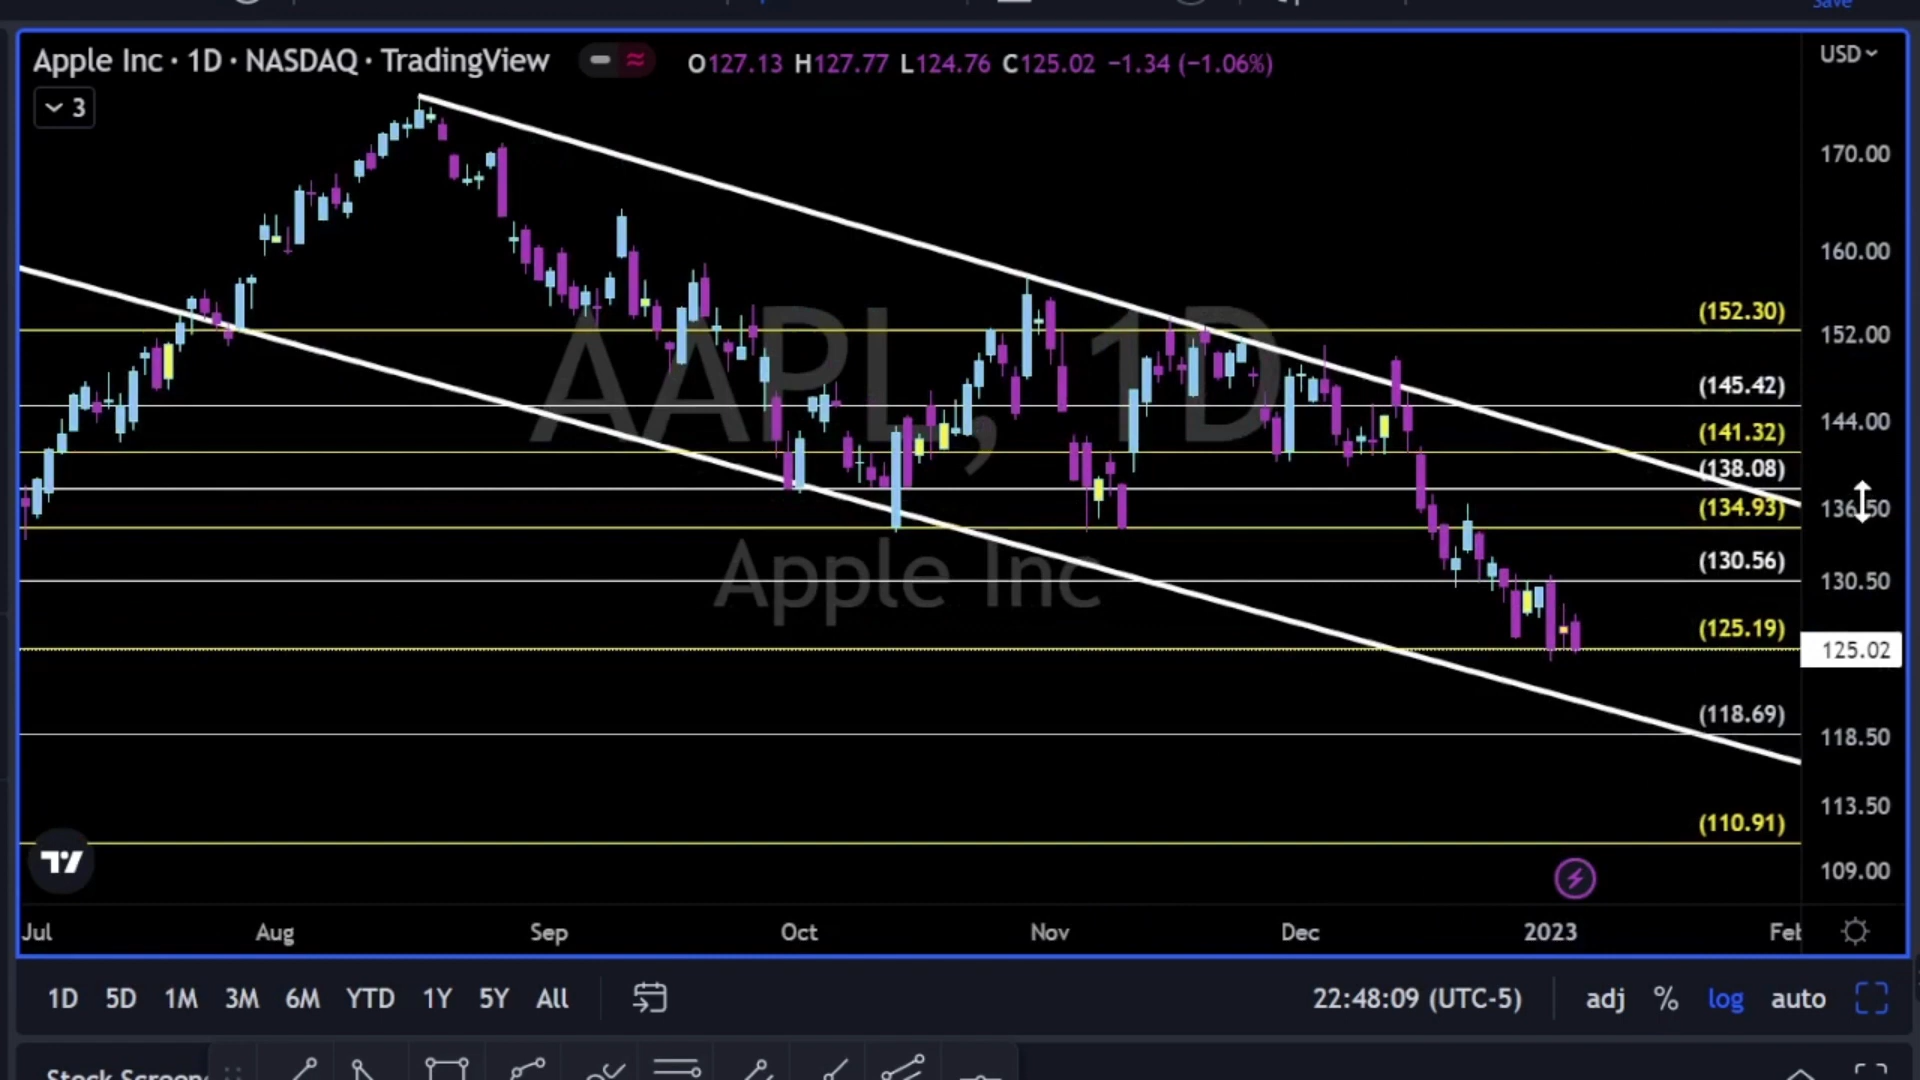 Save
Apple Inc · 1D · NASDAQ · TradingView
O127.13 H127.77 L124.76 C125.02 −1.34 (−1.06%)
USD
3
170.00
160.00
(152.30)
152.00
(145.42)
144.00
(141.32)
(138.08)
(134.93)
(130.56)
130.50
(125.19)
125.02
(118.69)
118.50
113.50
(110.91)
109.00
AAPL, 1D
Apple Inc
Jul Aug Sep Oct Nov Dec 2023 Feb
1D 5D 1M 3M 6M YTD 1Y 5Y All
22:48:09 (UTC-5) adj % log auto
Stock Screener